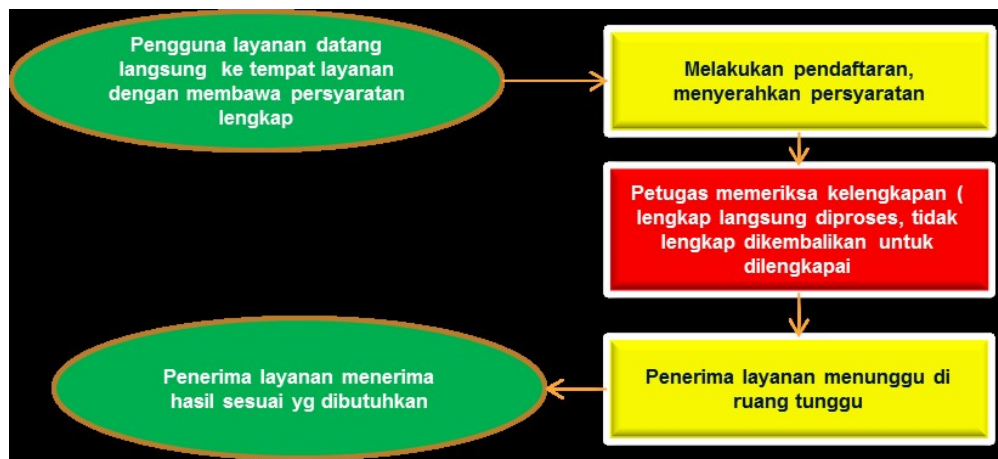 Pengguna layanan datang
langsung ke tempat layanan
dengan membawa persyaratan
lengkap
Melakukan pendaftaran,
menyerahkan persyaratan
Petugas memeriksa kelengkapan (
lengkap langsung diproses, tidak
lengkap dikembalikan untuk
dilengkapai
Penerima layanan menunggu di
ruang tunggu
Penerima layanan menerima
hasil sesuai yg dibutuhkan